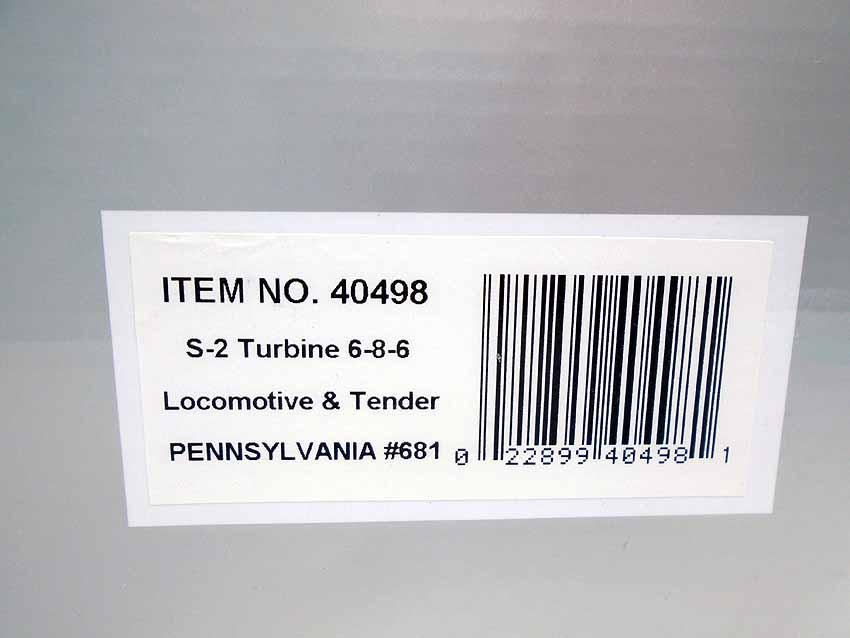 ITEM NO. 40498
S-2 Turbine 6-8-6
Locomotive & Tender
PENNSYLVANIA #681
0 22899 40498 1